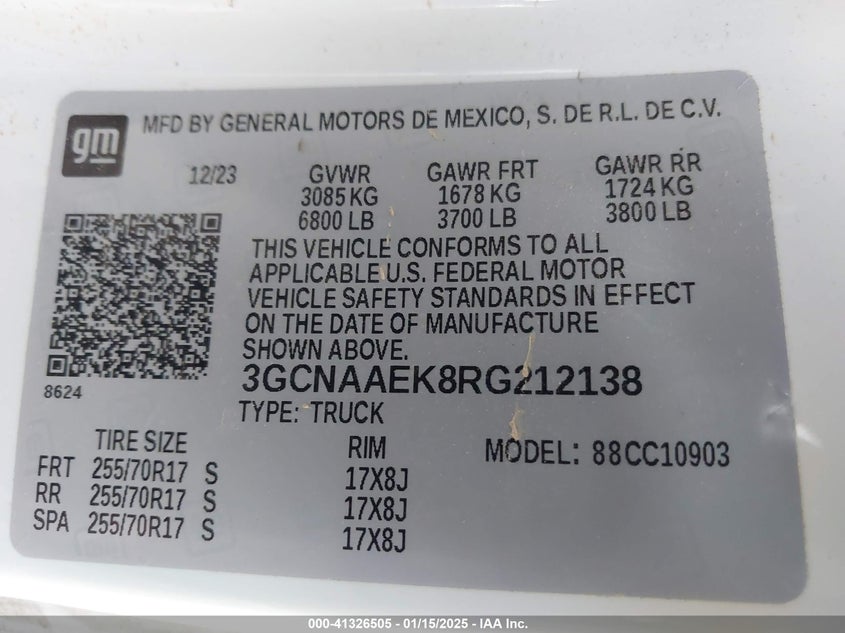 gm MFD BY GENERAL MOTORS DE MEXICO, S. DE R.L. DE C.V.
12/23 GVWR GAWR FRT GAWR RR
3085 KG 1678 KG 1724 KG
6800 LB 3700 LB 3800 LB
THIS VEHICLE CONFORMS TO ALL
APPLICABLE U.S. FEDERAL MOTOR
VEHICLE SAFETY STANDARDS IN EFFECT
ON THE DATE OF MANUFACTURE
SHOWN ABOVE.
8624
3GCNAAEK8RG212138
TYPE: TRUCK
TIRE SIZE RIM MODEL: 88CC10903
FRT 255/70R17 S 17X8J
RR 255/70R17 S 17X8J
SPA 255/70R17 S 17X8J
000-41326505 - 01/15/2025 - IAA Inc.